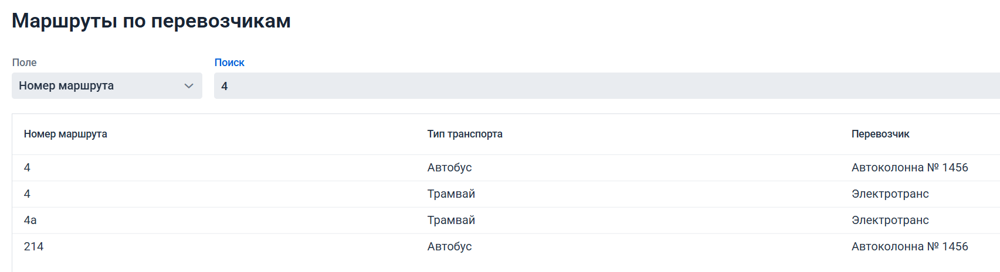 Маршруты по перевозчикам
Поле Поиск
Номер маршрута 4
Номер маршрута Тип транспорта Перевозчик
4 Автобус Автоколонна № 1456
4 Трамвай Электротранс
4а Трамвай Электротранс
214 Автобус Автоколонна № 1456